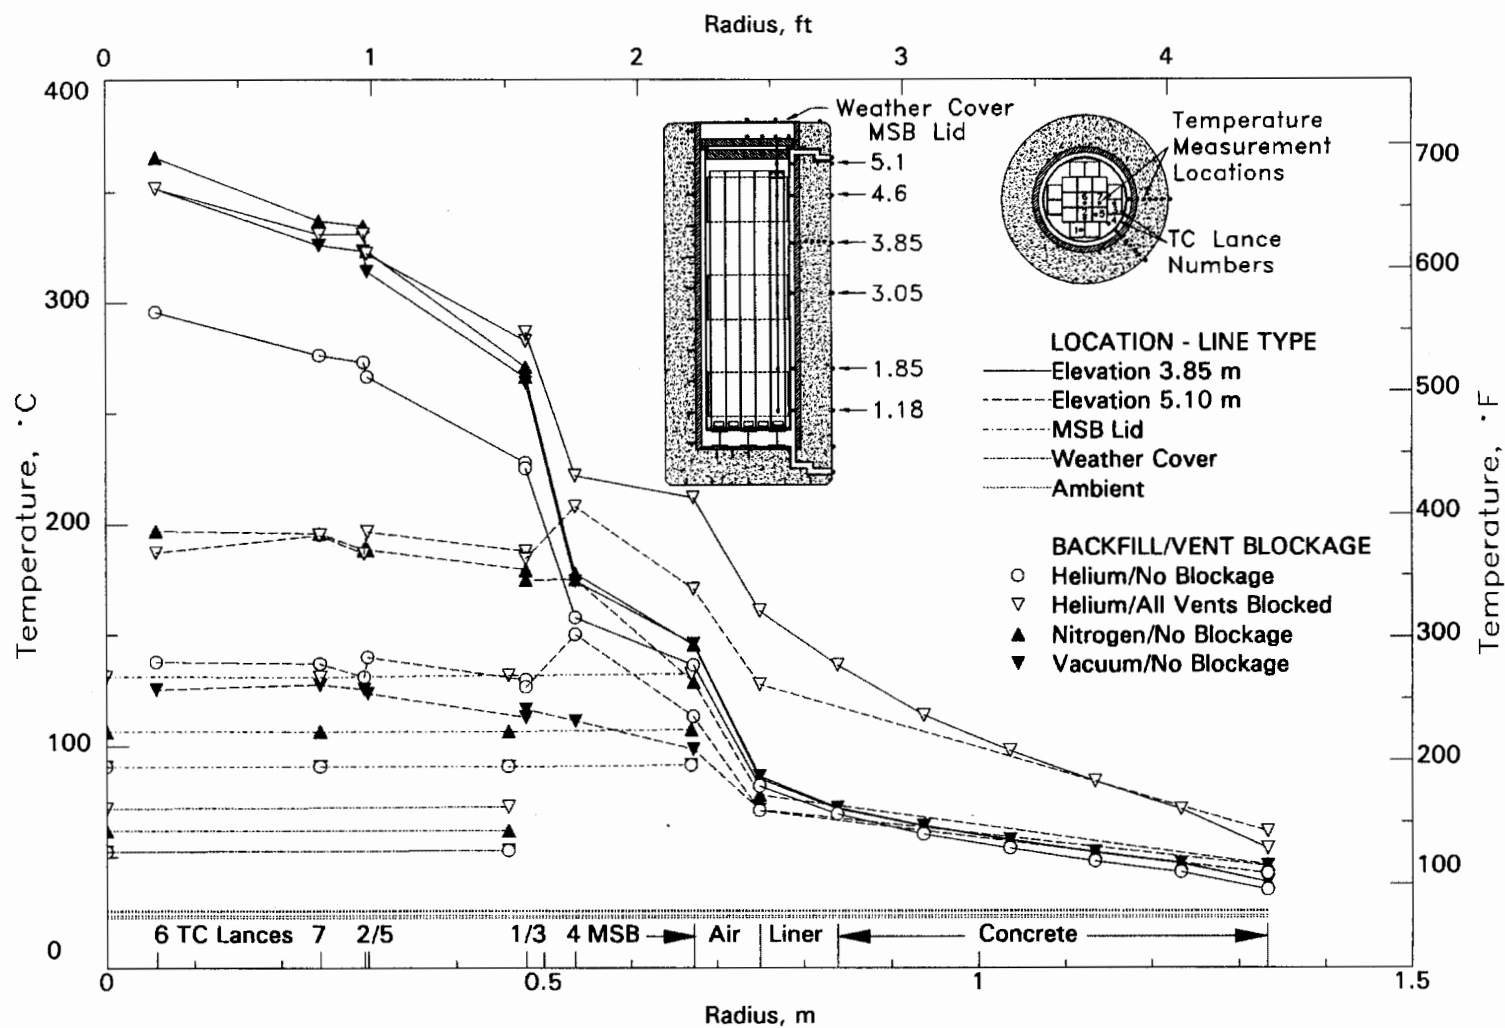 Radius, ft
0 1 2 3 4
400
300
200
100
0
Temperature, °C
Weather Cover
MSB Lid
5.1
4.6
3.85
3.05
1.85
1.18
Temperature
Measurement
Locations
TC Lance
Numbers
700
600
500
400
300
200
100
Temperature, °F
LOCATION - LINE TYPE
Elevation 3.85 m
Elevation 5.10 m
MSB Lid
Weather Cover
Ambient
BACKFILL/VENT BLOCKAGE
Helium/No Blockage
Helium/All Vents Blocked
Nitrogen/No Blockage
Vacuum/No Blockage
6 TC Lances 7 2/5 1/3 4 MSB Air Liner Concrete
0 0.5 1 1.5
Radius, m